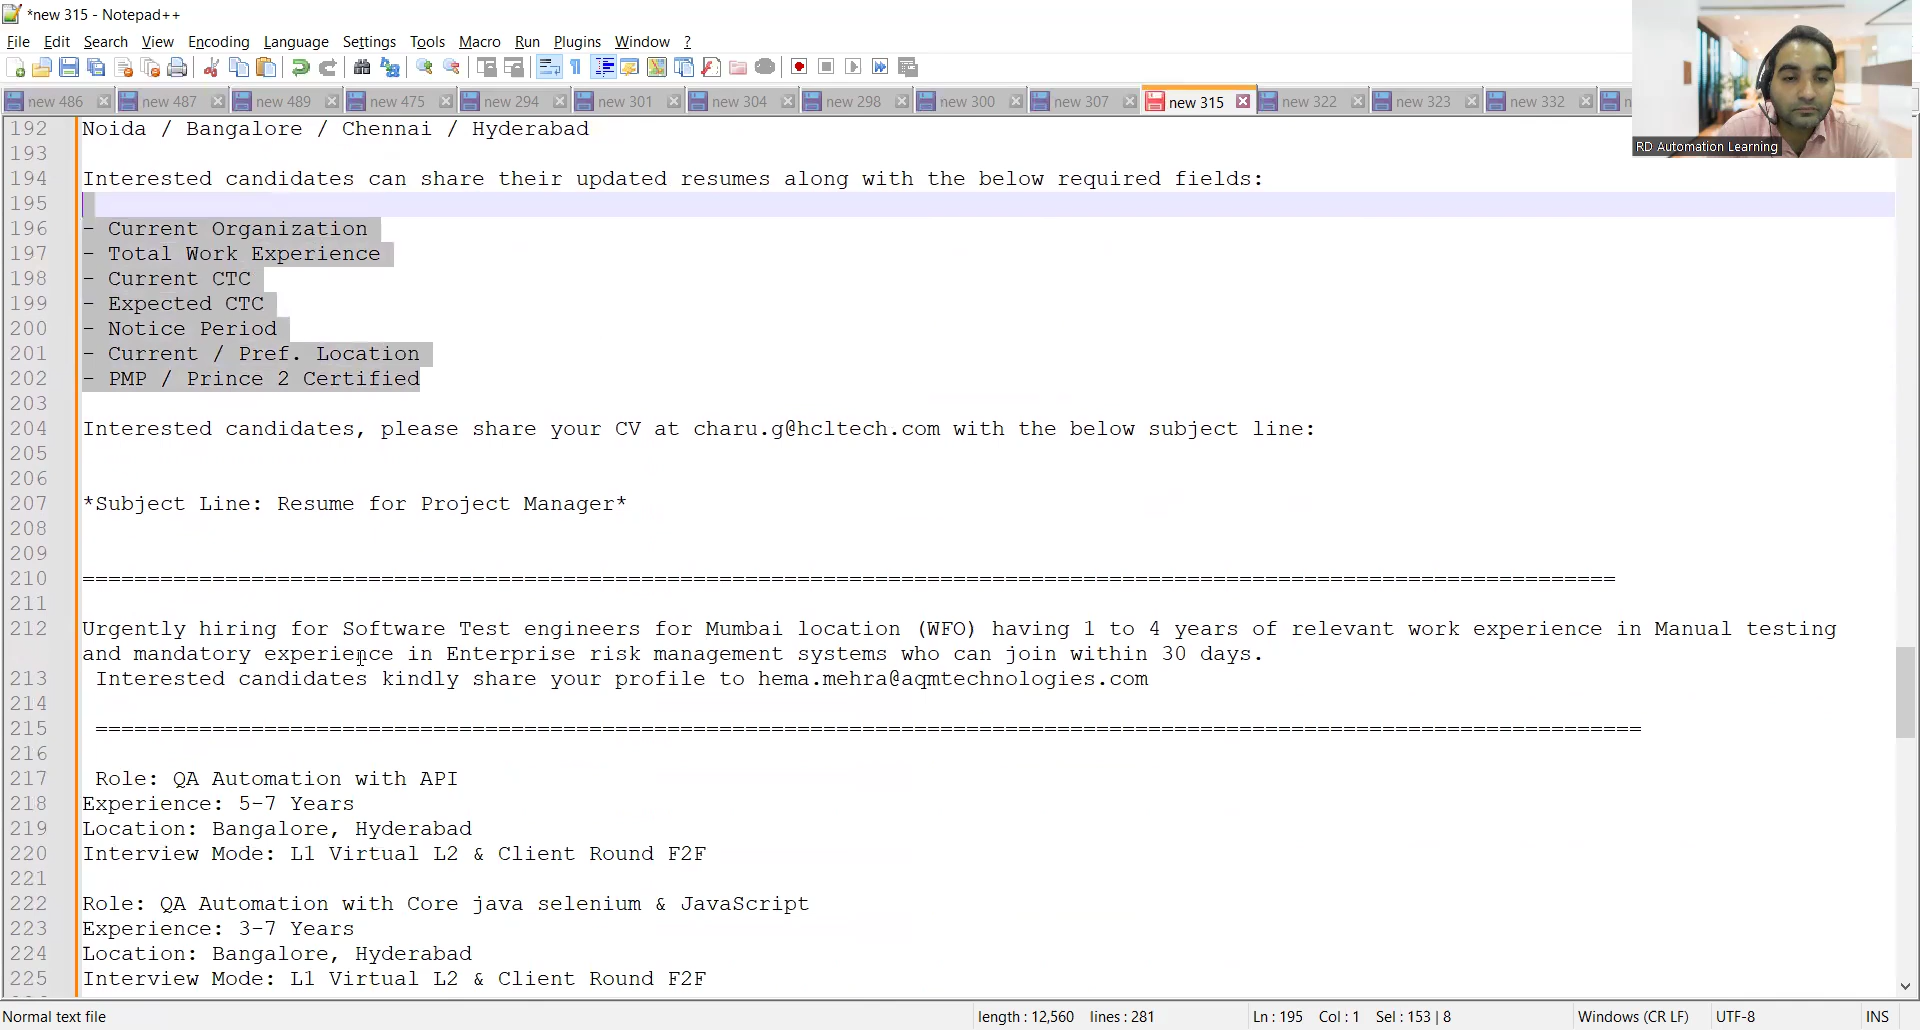 *new 315 - Notepad++
File Edit Search View Encoding Language Settings Tools Macro Run Plugins Window ?
new 486 new 487 new 489 new 475 new 294 new 301 new 304 new 298 new 300 new 307 new 315 new 322 new 323 new 332
RD Automation Learning
192 Noida / Bangalore / Chennai / Hyderabad
193
194 Interested candidates can share their updated resumes along with the below required fields:
195
196 - Current Organization
197 - Total Work Experience
198 - Current CTC
199 - Expected CTC
200 - Notice Period
201 - Current / Pref. Location
202 - PMP / Prince 2 Certified
203
204 Interested candidates, please share your CV at charu.g@hcltech.com with the below subject line:
205
206
207 *Subject Line: Resume for Project Manager*
208
209
210 ======================================================================================================================
211
212 Urgently hiring for Software Test engineers for Mumbai location (WFO) having 1 to 4 years of relevant work experience in Manual testing
and mandatory experience in Enterprise risk management systems who can join within 30 days.
213 Interested candidates kindly share your profile to hema.mehra@aqmtechnologies.com
214
215 =======================================================================================================================
216
217 Role: QA Automation with API
218 Experience: 5-7 Years
219 Location: Bangalore, Hyderabad
220 Interview Mode: L1 Virtual L2 & Client Round F2F
221
222 Role: QA Automation with Core java selenium & JavaScript
223 Experience: 3-7 Years
224 Location: Bangalore, Hyderabad
225 Interview Mode: L1 Virtual L2 & Client Round F2F
Normal text file length : 12,560 lines : 281 Ln : 195 Col : 1 Sel : 153 | 8 Windows (CR LF) UTF-8 INS